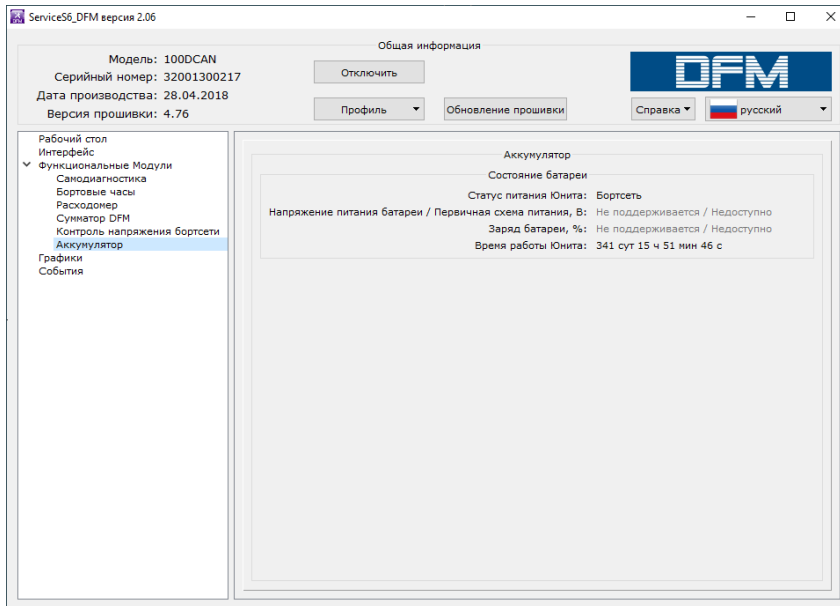 ServiceS6_DFM версия 2.06
Общая информация
Модель: 100DCAN
Серийный номер: 32001300217
Дата производства: 28.04.2018
Версия прошивки: 4.76
Отключить
Профиль
Обновление прошивки
DFM
Справка
русский
Рабочий стол
Интерфейс
Функциональные Модули
Самодиагностика
Бортовые часы
Расходомер
Сумматор DFM
Контроль напряжения бортсети
Аккумулятор
Графики
События
Аккумулятор
Состояние батареи
Статус питания Юнита: Бортсеть
Напряжение питания батареи / Первичная схема питания, В: Не поддерживается / Недоступно
Заряд батареи, %: Не поддерживается / Недоступно
Время работы Юнита: 341 сут 15 ч 51 мин 46 с